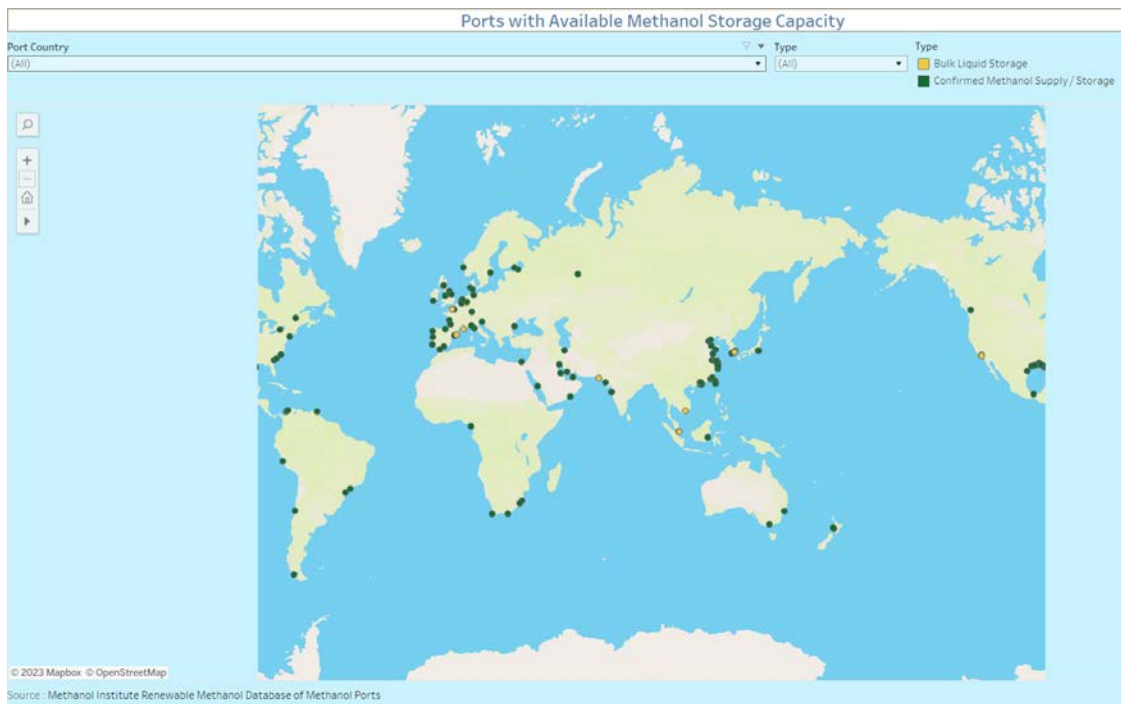 Ports with Available Methanol Storage Capacity
Port Country
Type
Type
(All)
(All)
Bulk Liquid Storage
Confirmed Methanol Supply / Storage
© 2023 Mapbox © OpenStreetMap
Source : Methanol Institute Renewable Methanol Database of Methanol Ports